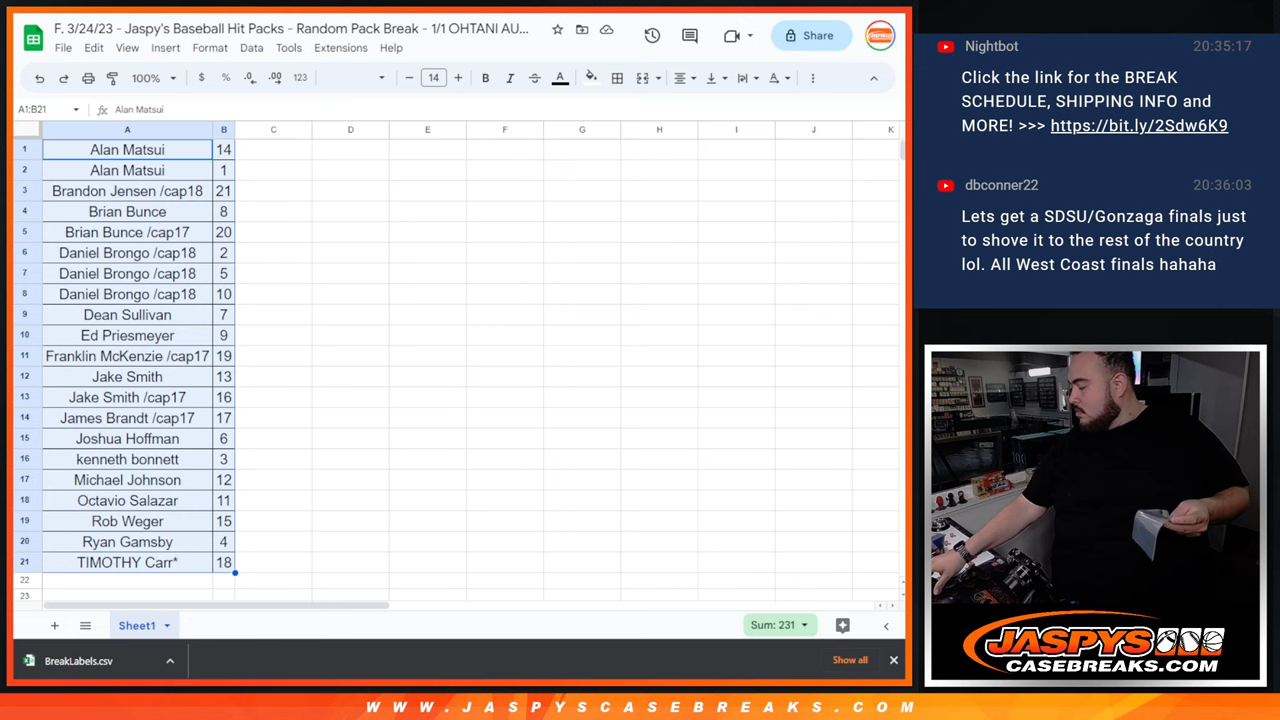 F. 3/24/23 - Jaspy's Baseball Hit Packs - Random Pack Break - 1/1 OHTANI AU...
Share
File Edit View Insert Format Data Tools Extensions Help
100% $ % .0 .00 123 14 B I A
A1:B21 fx Alan Matsui
A B C D E F G H I J K
1 Alan Matsui 14
2 Alan Matsui 1
3 Brandon Jensen /cap18 21
4 Brian Bunce 8
5 Brian Bunce /cap17 20
6 Daniel Brongo /cap18 2
7 Daniel Brongo /cap18 5
8 Daniel Brongo /cap18 10
9 Dean Sullivan 7
10 Ed Priesmeyer 9
11 Franklin McKenzie /cap17 19
12 Jake Smith 13
13 Jake Smith /cap17 16
14 James Brandt /cap17 17
15 Joshua Hoffman 6
16 kenneth bonnett 3
17 Michael Johnson 12
18 Octavio Salazar 11
19 Rob Weger 15
20 Ryan Gamsby 4
21 TIMOTHY Carr* 18
22
23
Sheet1
Sum: 231
BreakLabels.csv
Show all
Nightbot 20:35:17
Click the link for the BREAK
SCHEDULE, SHIPPING INFO and
MORE! >>> https://bit.ly/2Sdw6K9
dbconner22 20:36:03
Lets get a SDSU/Gonzaga finals just
to shove it to the rest of the country
lol. All West Coast finals hahaha
JASPYS
CASEBREAKS.COM
WWW.JASPYSCASEBREAKS.COM